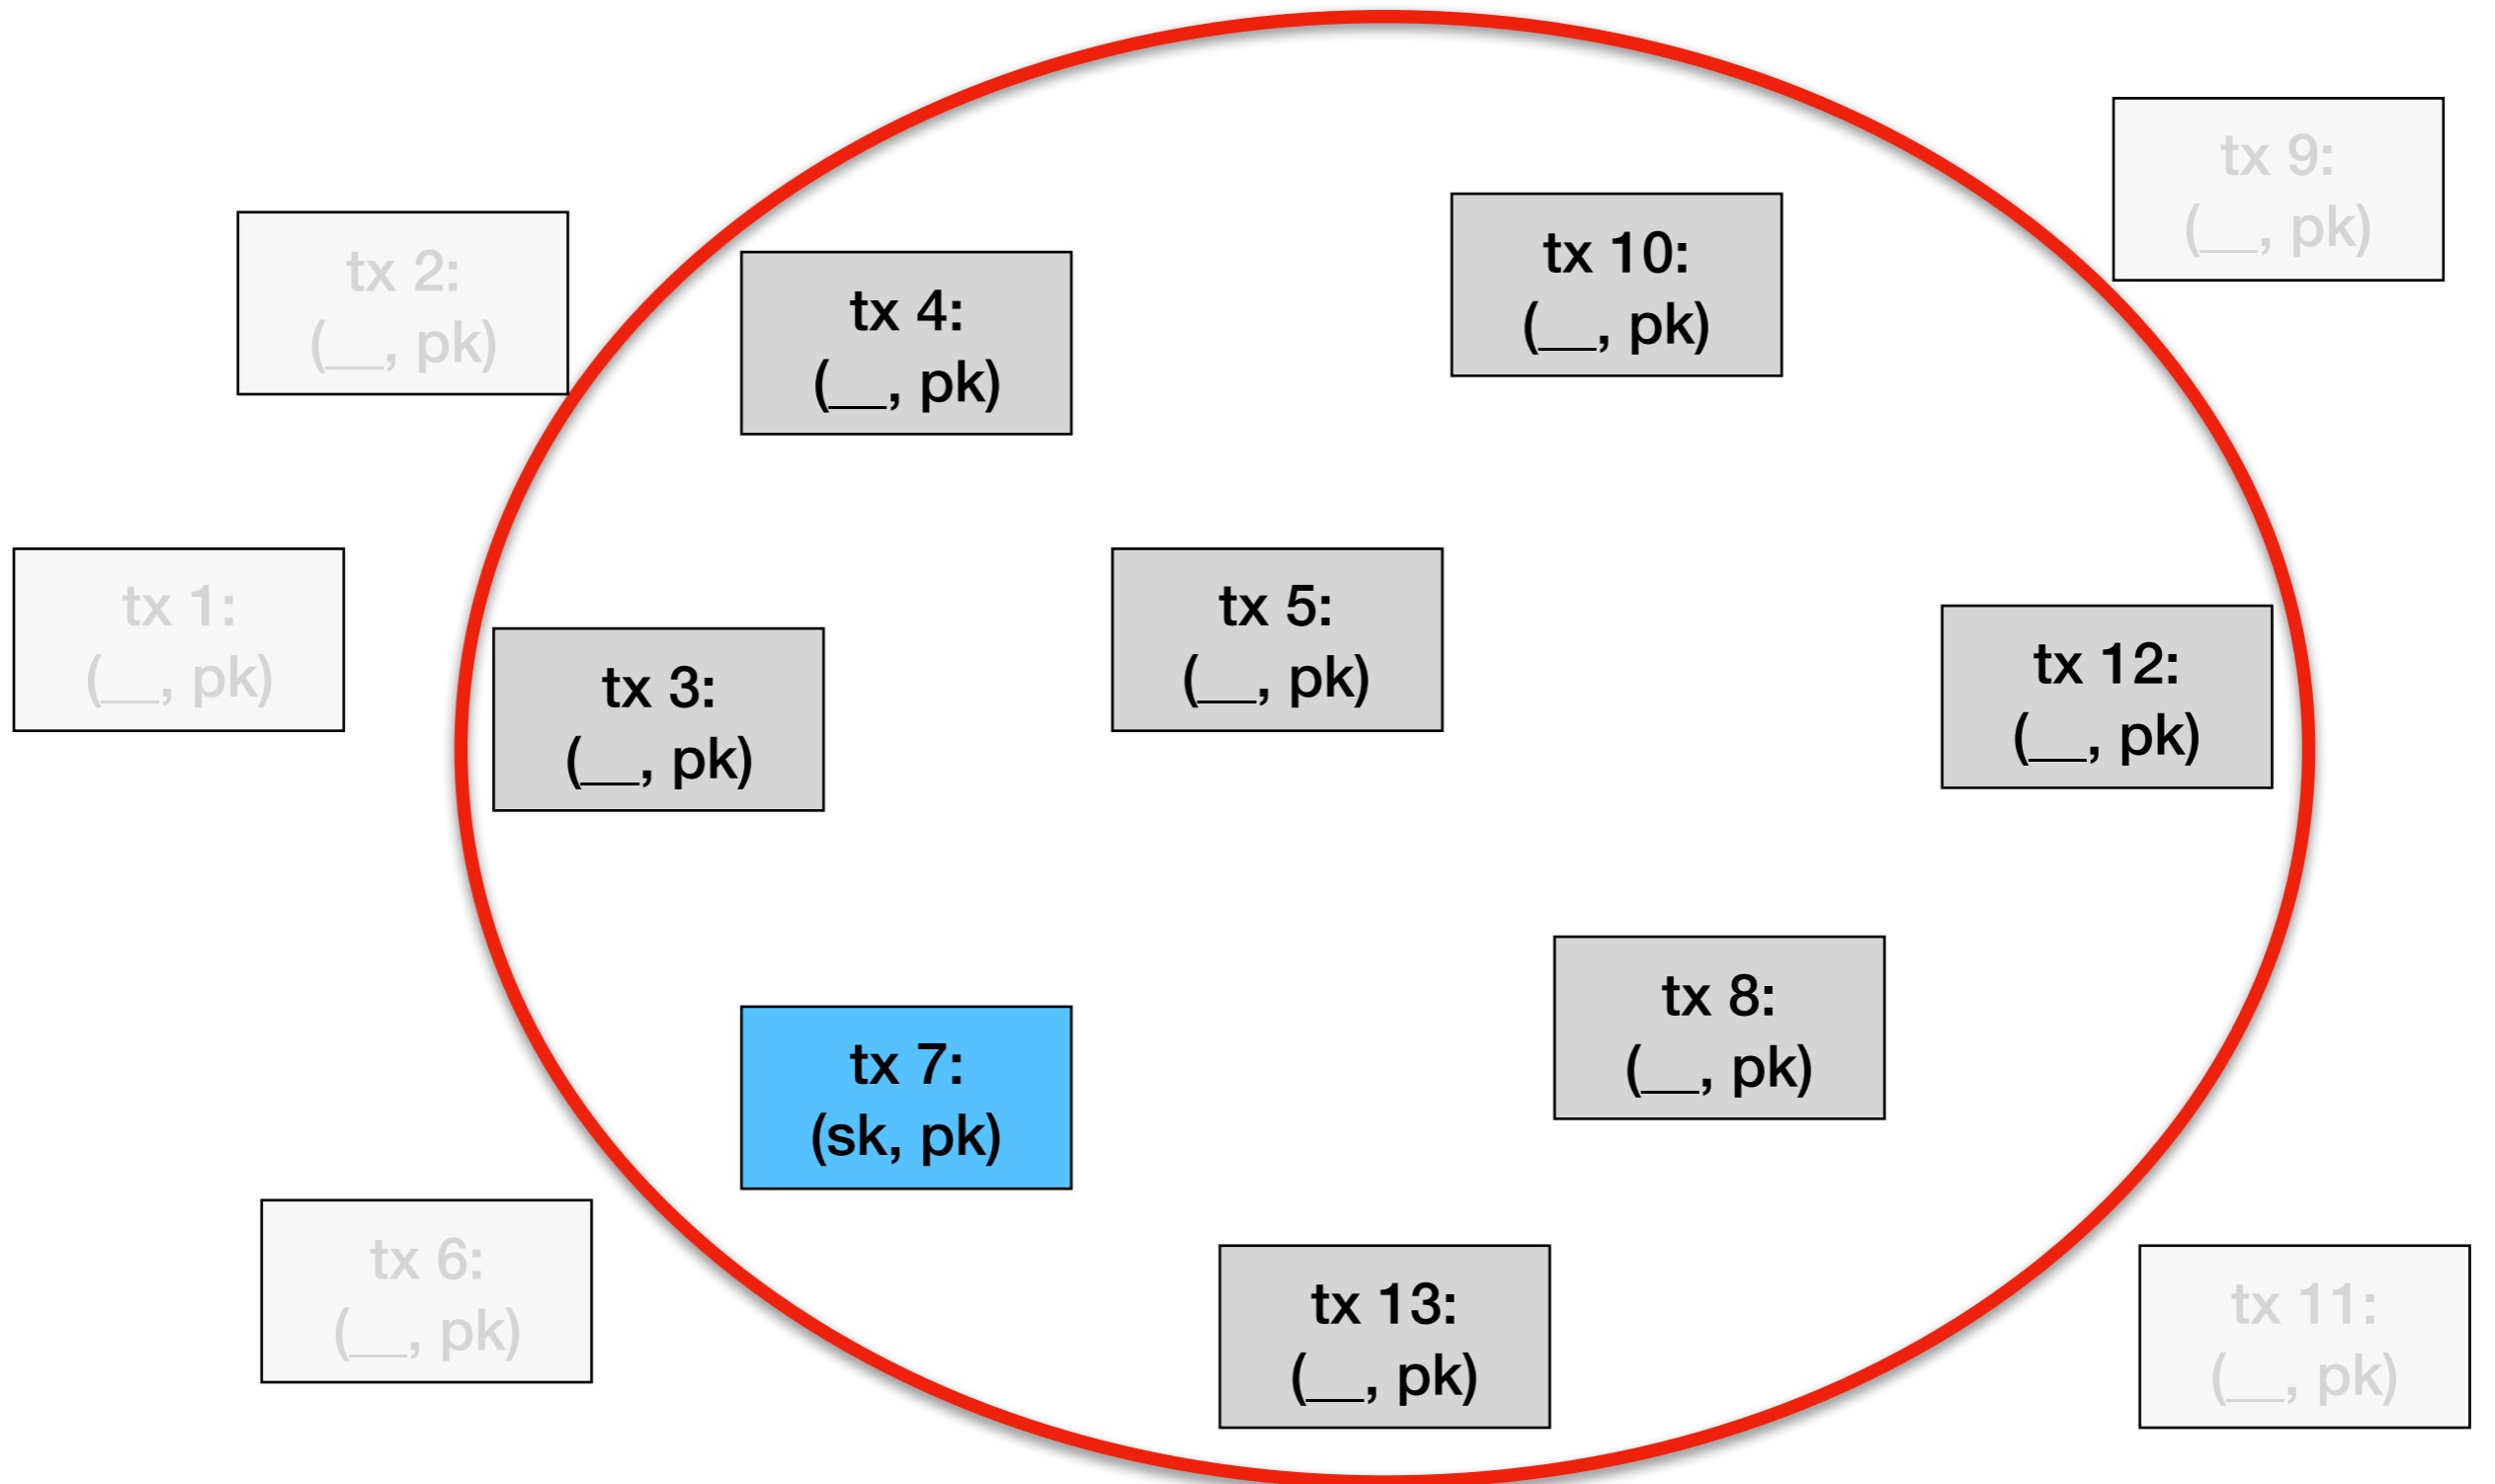 tx 9:
(__, pk)
tx 10:
(__, pk)
tx 2:
(__, pk)
tx 4:
(__, pk)
tx 1:
(__, pk)
tx 5:
(__, pk)
tx 12:
(__, pk)
tx 3:
(__, pk)
tx 8:
(__, pk)
tx 7:
(sk, pk)
tx 6:
(__, pk)
tx 13:
(__, pk)
tx 11:
(__, pk)